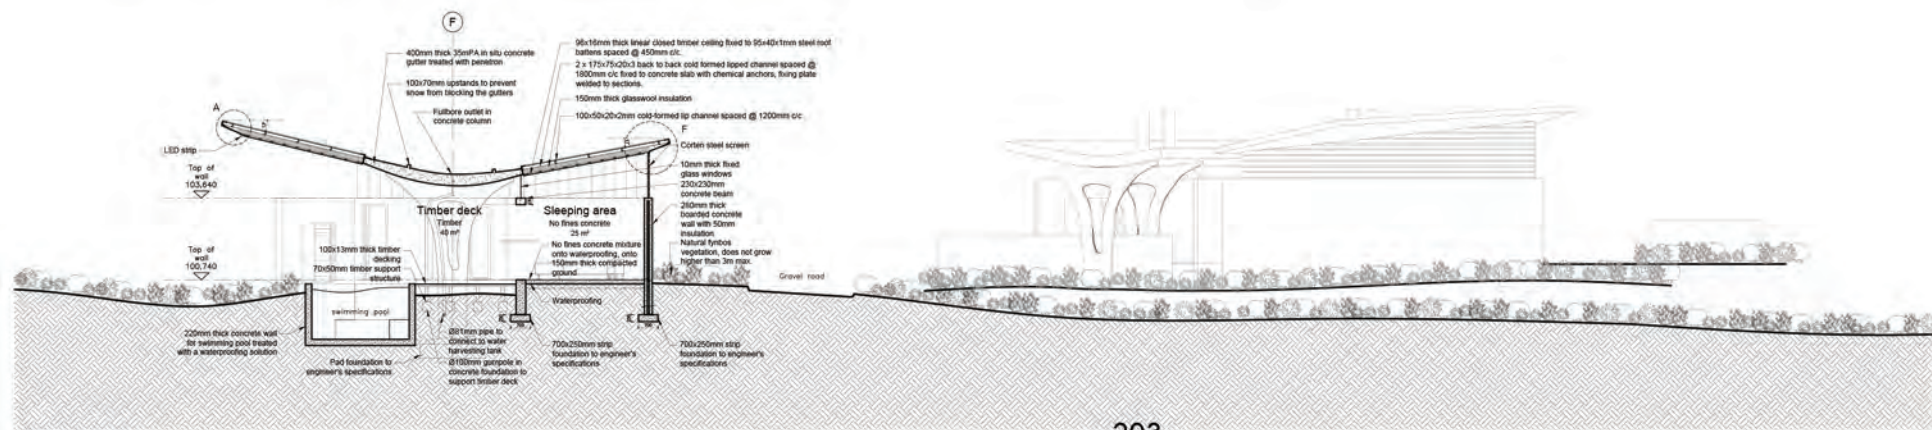 F
400mm thick 35mPA in situ concrete
gutter treated with penetron
100x70mm upstands to prevent
snow from blocking the gutters
Fullbore outlet in
concrete column
96x16mm thick linear closed timber ceiling fixed to 95x40x1mm steel roof
battens spaced @ 450mm c/c.
2 x 175x75x20x3 back to back cold formed lipped channel spaced @
1800mm c/c fixed to concrete slab with chemical anchors, fixing plate
welded to sections.
150mm thick glasswool insulation
100x50x20x2mm cold-formed lip channel spaced @ 1200mm c/c
A
F
LED strip
Corten steel screen
Top of
wall
103,640
10mm thick fixed
glass windows
230x230mm
concrete beam
Timber deck
Timber
40 m²
Sleeping area
No fines concrete
25 m²
thick
boarded concrete
wall with 50mm
insulation
Natural fynbos
vegetation, does not grow
higher than 3m max.
Top of
wall
100,740
100x13mm thick timber
decking
70x50mm timber support
structure
No fines concrete mixture
onto waterproofing, onto
150mm thick compacted
ground
Waterproofing
Gravel road
swimming pool
220mm thick concrete wall
for swimming pool treated
with a waterproofing solution
Pad foundation to
engineer's specifications
Ø81mm pipe to
connect to water
harvesting tank
Ø100mm gumpole in
concrete foundation to
support timber deck
700x250mm strip
foundation to engineer's
specifications
700x250mm strip
foundation to engineer's
specifications
203